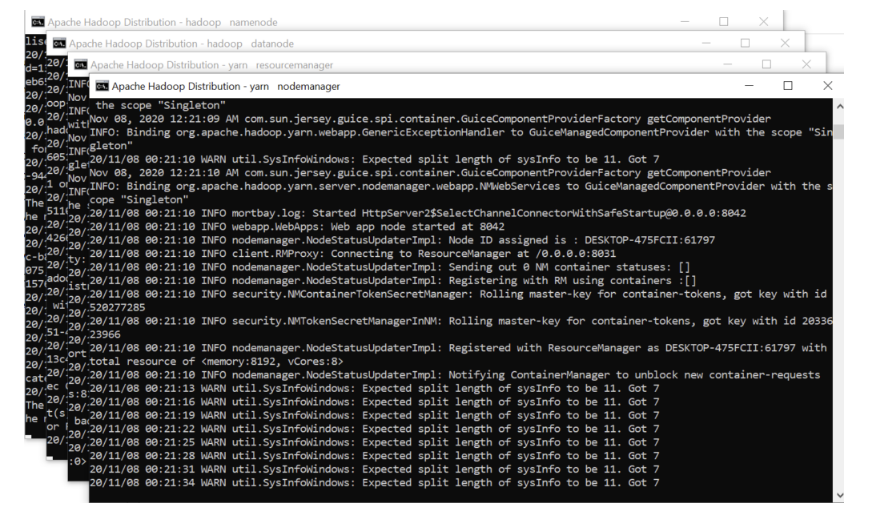 Apache Hadoop Distribution - hadoop namenode
Apache Hadoop Distribution - hadoop datanode
Apache Hadoop Distribution - yarn resourcemanager
Apache Hadoop Distribution - yarn nodemanager
the scope "Singleton"
Nov 08, 2020 12:21:09 AM com.sun.jersey.guice.spi.container.GuiceComponentProviderFactory getComponentProvider
INFO: Binding org.apache.hadoop.yarn.webapp.GenericExceptionHandler to GuiceManagedComponentProvider with the scope "Sin
gleton"
20/11/08 00:21:10 WARN util.SysInfoWindows: Expected split length of sysInfo to be 11. Got 7
Nov 08, 2020 12:21:10 AM com.sun.jersey.guice.spi.container.GuiceComponentProviderFactory getComponentProvider
INFO: Binding org.apache.hadoop.yarn.server.nodemanager.webapp.NMWebServices to GuiceManagedComponentProvider with the s
cope "Singleton"
20/11/08 00:21:10 INFO mortbay.log: Started HttpServer2$SelectChannelConnectorWithSafeStartup@0.0.0.0:8042
20/11/08 00:21:10 INFO webapp.WebApps: Web app node started at 8042
20/11/08 00:21:10 INFO nodemanager.NodeStatusUpdaterImpl: Node ID assigned is : DESKTOP-475FCII:61797
20/11/08 00:21:10 INFO client.RMProxy: Connecting to ResourceManager at /0.0.0.0:8031
20/11/08 00:21:10 INFO nodemanager.NodeStatusUpdaterImpl: Sending out 0 NM container statuses: []
20/11/08 00:21:10 INFO nodemanager.NodeStatusUpdaterImpl: Registering with RM using containers :[]
20/11/08 00:21:10 INFO security.NMContainerTokenSecretManager: Rolling master-key for container-tokens, got key with id
520277285
20/11/08 00:21:10 INFO security.NMTokenSecretManagerInNM: Rolling master-key for container-tokens, got key with id 20336
23966
20/11/08 00:21:10 INFO nodemanager.NodeStatusUpdaterImpl: Registered with ResourceManager as DESKTOP-475FCII:61797 with
total resource of <memory:8192, vCores:8>
20/11/08 00:21:10 INFO nodemanager.NodeStatusUpdaterImpl: Notifying ContainerManager to unblock new container-requests
20/11/08 00:21:13 WARN util.SysInfoWindows: Expected split length of sysInfo to be 11. Got 7
20/11/08 00:21:16 WARN util.SysInfoWindows: Expected split length of sysInfo to be 11. Got 7
20/11/08 00:21:19 WARN util.SysInfoWindows: Expected split length of sysInfo to be 11. Got 7
20/11/08 00:21:22 WARN util.SysInfoWindows: Expected split length of sysInfo to be 11. Got 7
20/11/08 00:21:25 WARN util.SysInfoWindows: Expected split length of sysInfo to be 11. Got 7
20/11/08 00:21:28 WARN util.SysInfoWindows: Expected split length of sysInfo to be 11. Got 7
20/11/08 00:21:31 WARN util.SysInfoWindows: Expected split length of sysInfo to be 11. Got 7
20/11/08 00:21:34 WARN util.SysInfoWindows: Expected split length of sysInfo to be 11. Got 7